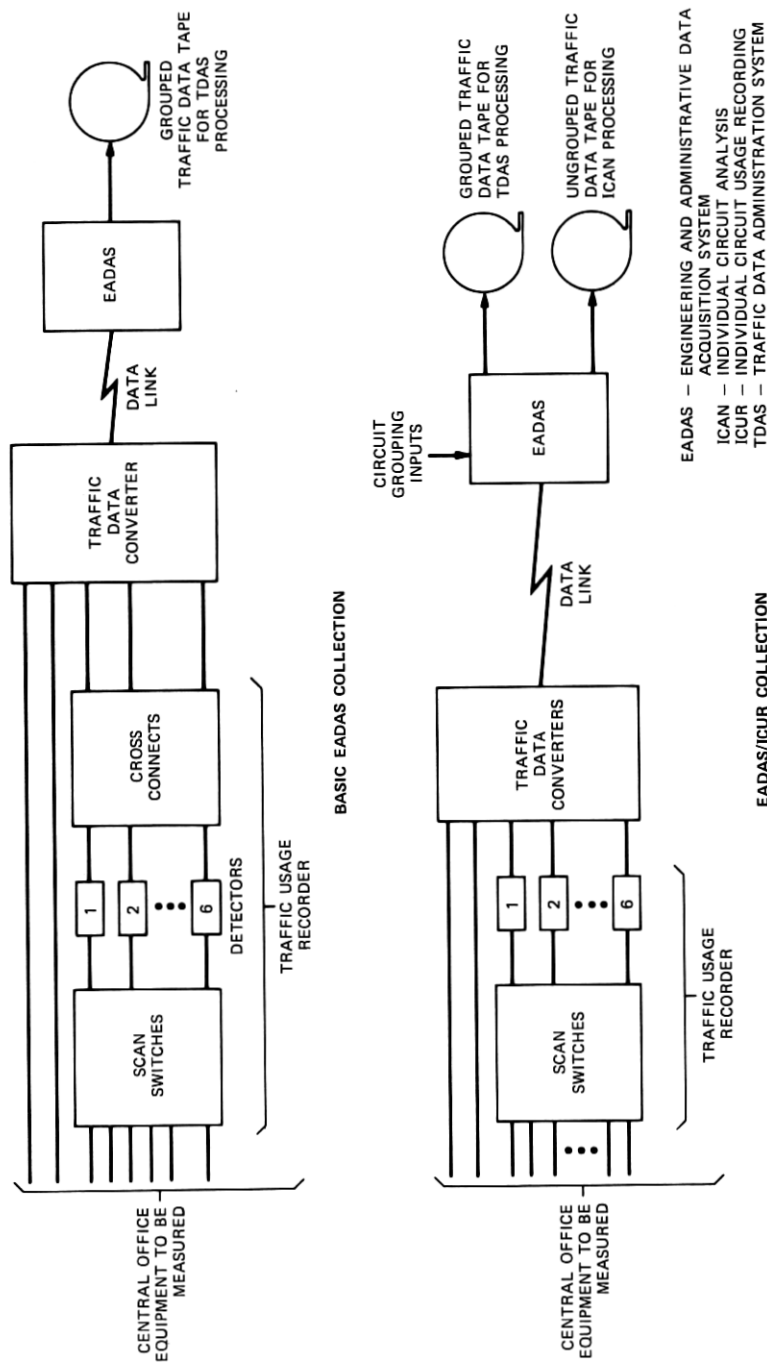 CENTRAL OFFICE
EQUIPMENT TO BE
MEASURED
SCAN
SWITCHES
1
2
6
DETECTORS
CROSS
CONNECTS
TRAFFIC USAGE
RECORDER
TRAFFIC
DATA
CONVERTER
DATA
LINK
EADAS
GROUPED
TRAFFIC DATA TAPE
FOR TDAS
PROCESSING
BASIC EADAS COLLECTION
CENTRAL OFFICE
EQUIPMENT TO BE
MEASURED
SCAN
SWITCHES
1
2
6
TRAFFIC USAGE
RECORDER
TRAFFIC
DATA
CONVERTERS
DATA
LINK
CIRCUIT
GROUPING
INPUTS
EADAS
GROUPED TRAFFIC
DATA TAPE FOR
TDAS PROCESSING
UNGROUPED TRAFFIC
DATA TAPE FOR
ICAN PROCESSING
EADAS/ICUR COLLECTION
EADAS – ENGINEERING AND ADMINISTRATIVE DATA
ACQUISITION SYSTEM
ICAN – INDIVIDUAL CIRCUIT ANALYSIS
ICUR – INDIVIDUAL CIRCUIT USAGE RECORDING
TDAS – TRAFFIC DATA ADMINISTRATION SYSTEM